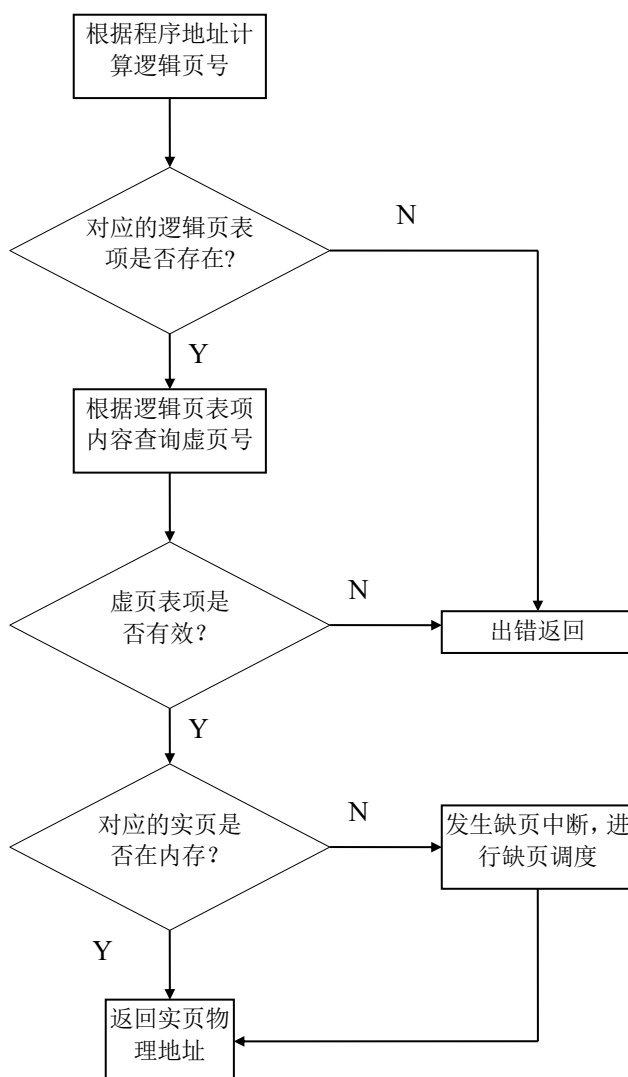 根据程序地址计
算逻辑页号
对应的逻辑页表
项是否存在?
N
Y
根据逻辑页表项
内容查询虚页号
虚页表项是
否有效？
N
出错返回
Y
对应的实页是
否在内存？
N
发生缺页中断，进
行缺页调度
Y
返回实页物
理地址